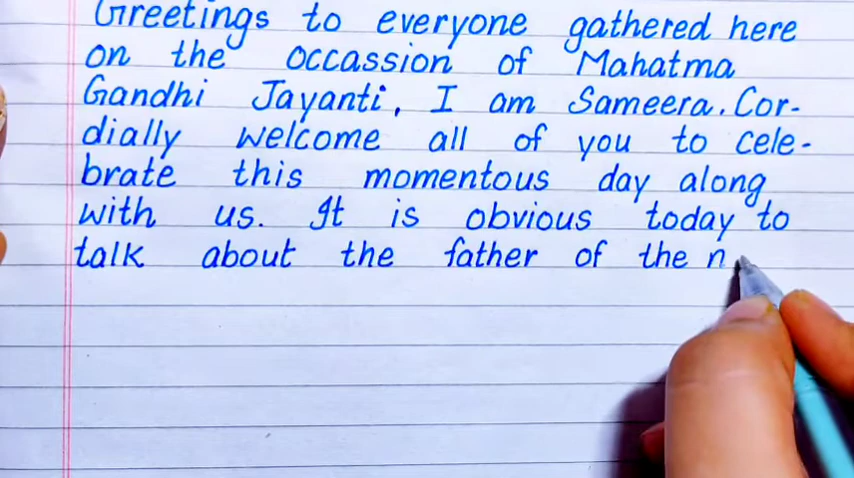 Greetings to everyone gathered here
on the occassion of Mahatma
Gandhi Jayanti, I am Sameera. Cor-
dially welcome all of you to cele-
brate this momentous day along
with us. It is obvious today to
talk about the father of the n